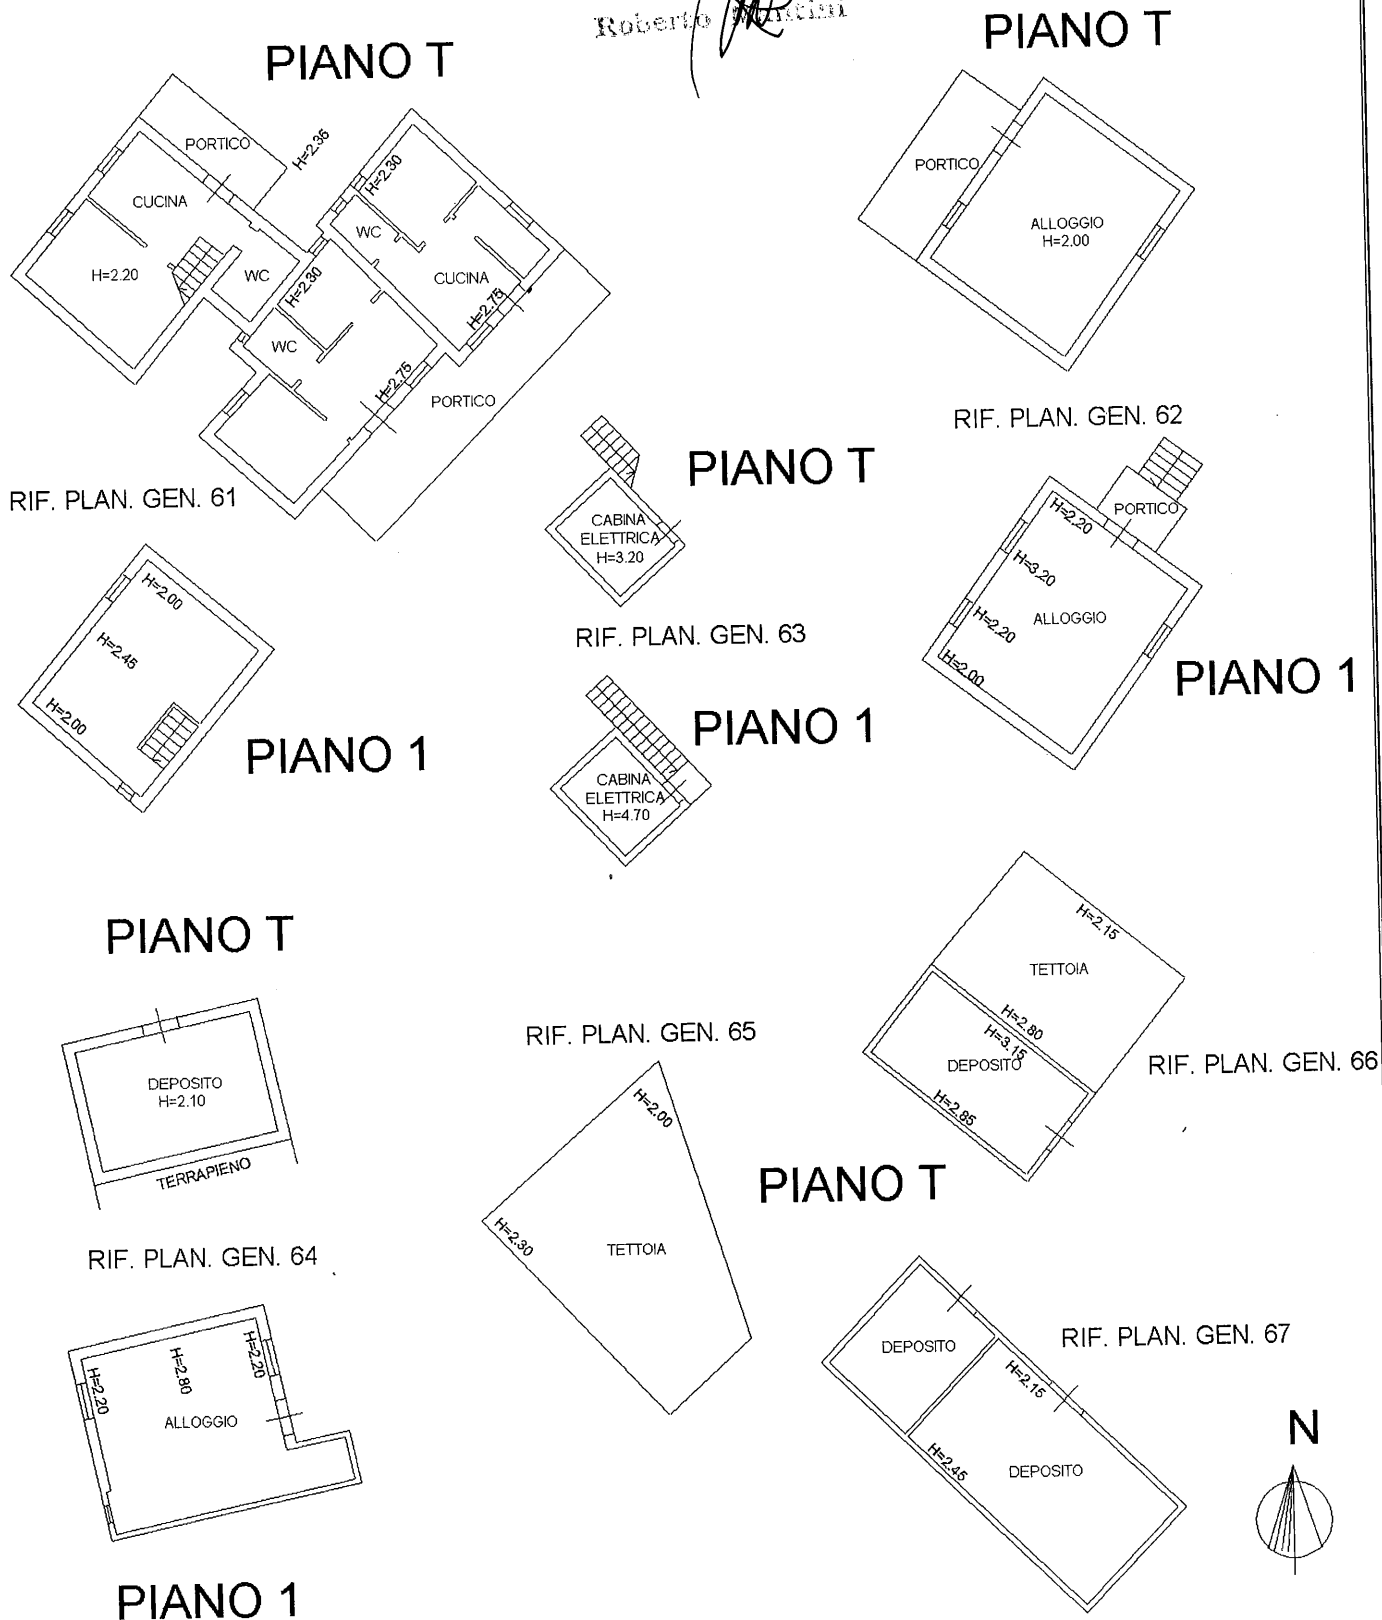 Roberto
PIANO T
PORTICO
H=2.36
CUCINA
H=2.20
WC
H=2.30
WC
CUCINA
H=2.75
H=2.30
WC
H=2.75
PORTICO
RIF. PLAN. GEN. 61
H=2.00
H=2.45
H=2.00
PIANO 1
PIANO T
PORTICO
ALLOGGIO
H=2.00
RIF. PLAN. GEN. 62
PORTICO
H=2.20
H=3.20
ALLOGGIO
H=2.20
H=2.00
PIANO 1
PIANO T
CABINA
ELETTRICA
H=3.20
RIF. PLAN. GEN. 63
PIANO 1
CABINA
ELETTRICA
H=4.70
PIANO T
DEPOSITO
H=2.10
TERRAPIENO
RIF. PLAN. GEN. 64
H=2.20
H=2.80
H=2.20
ALLOGGIO
PIANO 1
RIF. PLAN. GEN. 65
H=2.00
H=2.30
TETTOIA
PIANO T
H=2.15
TETTOIA
H=2.80
H=3.15
DEPOSITO
H=2.85
RIF. PLAN. GEN. 66
DEPOSITO
RIF. PLAN. GEN. 67
H=2.15
H=2.45
DEPOSITO
N